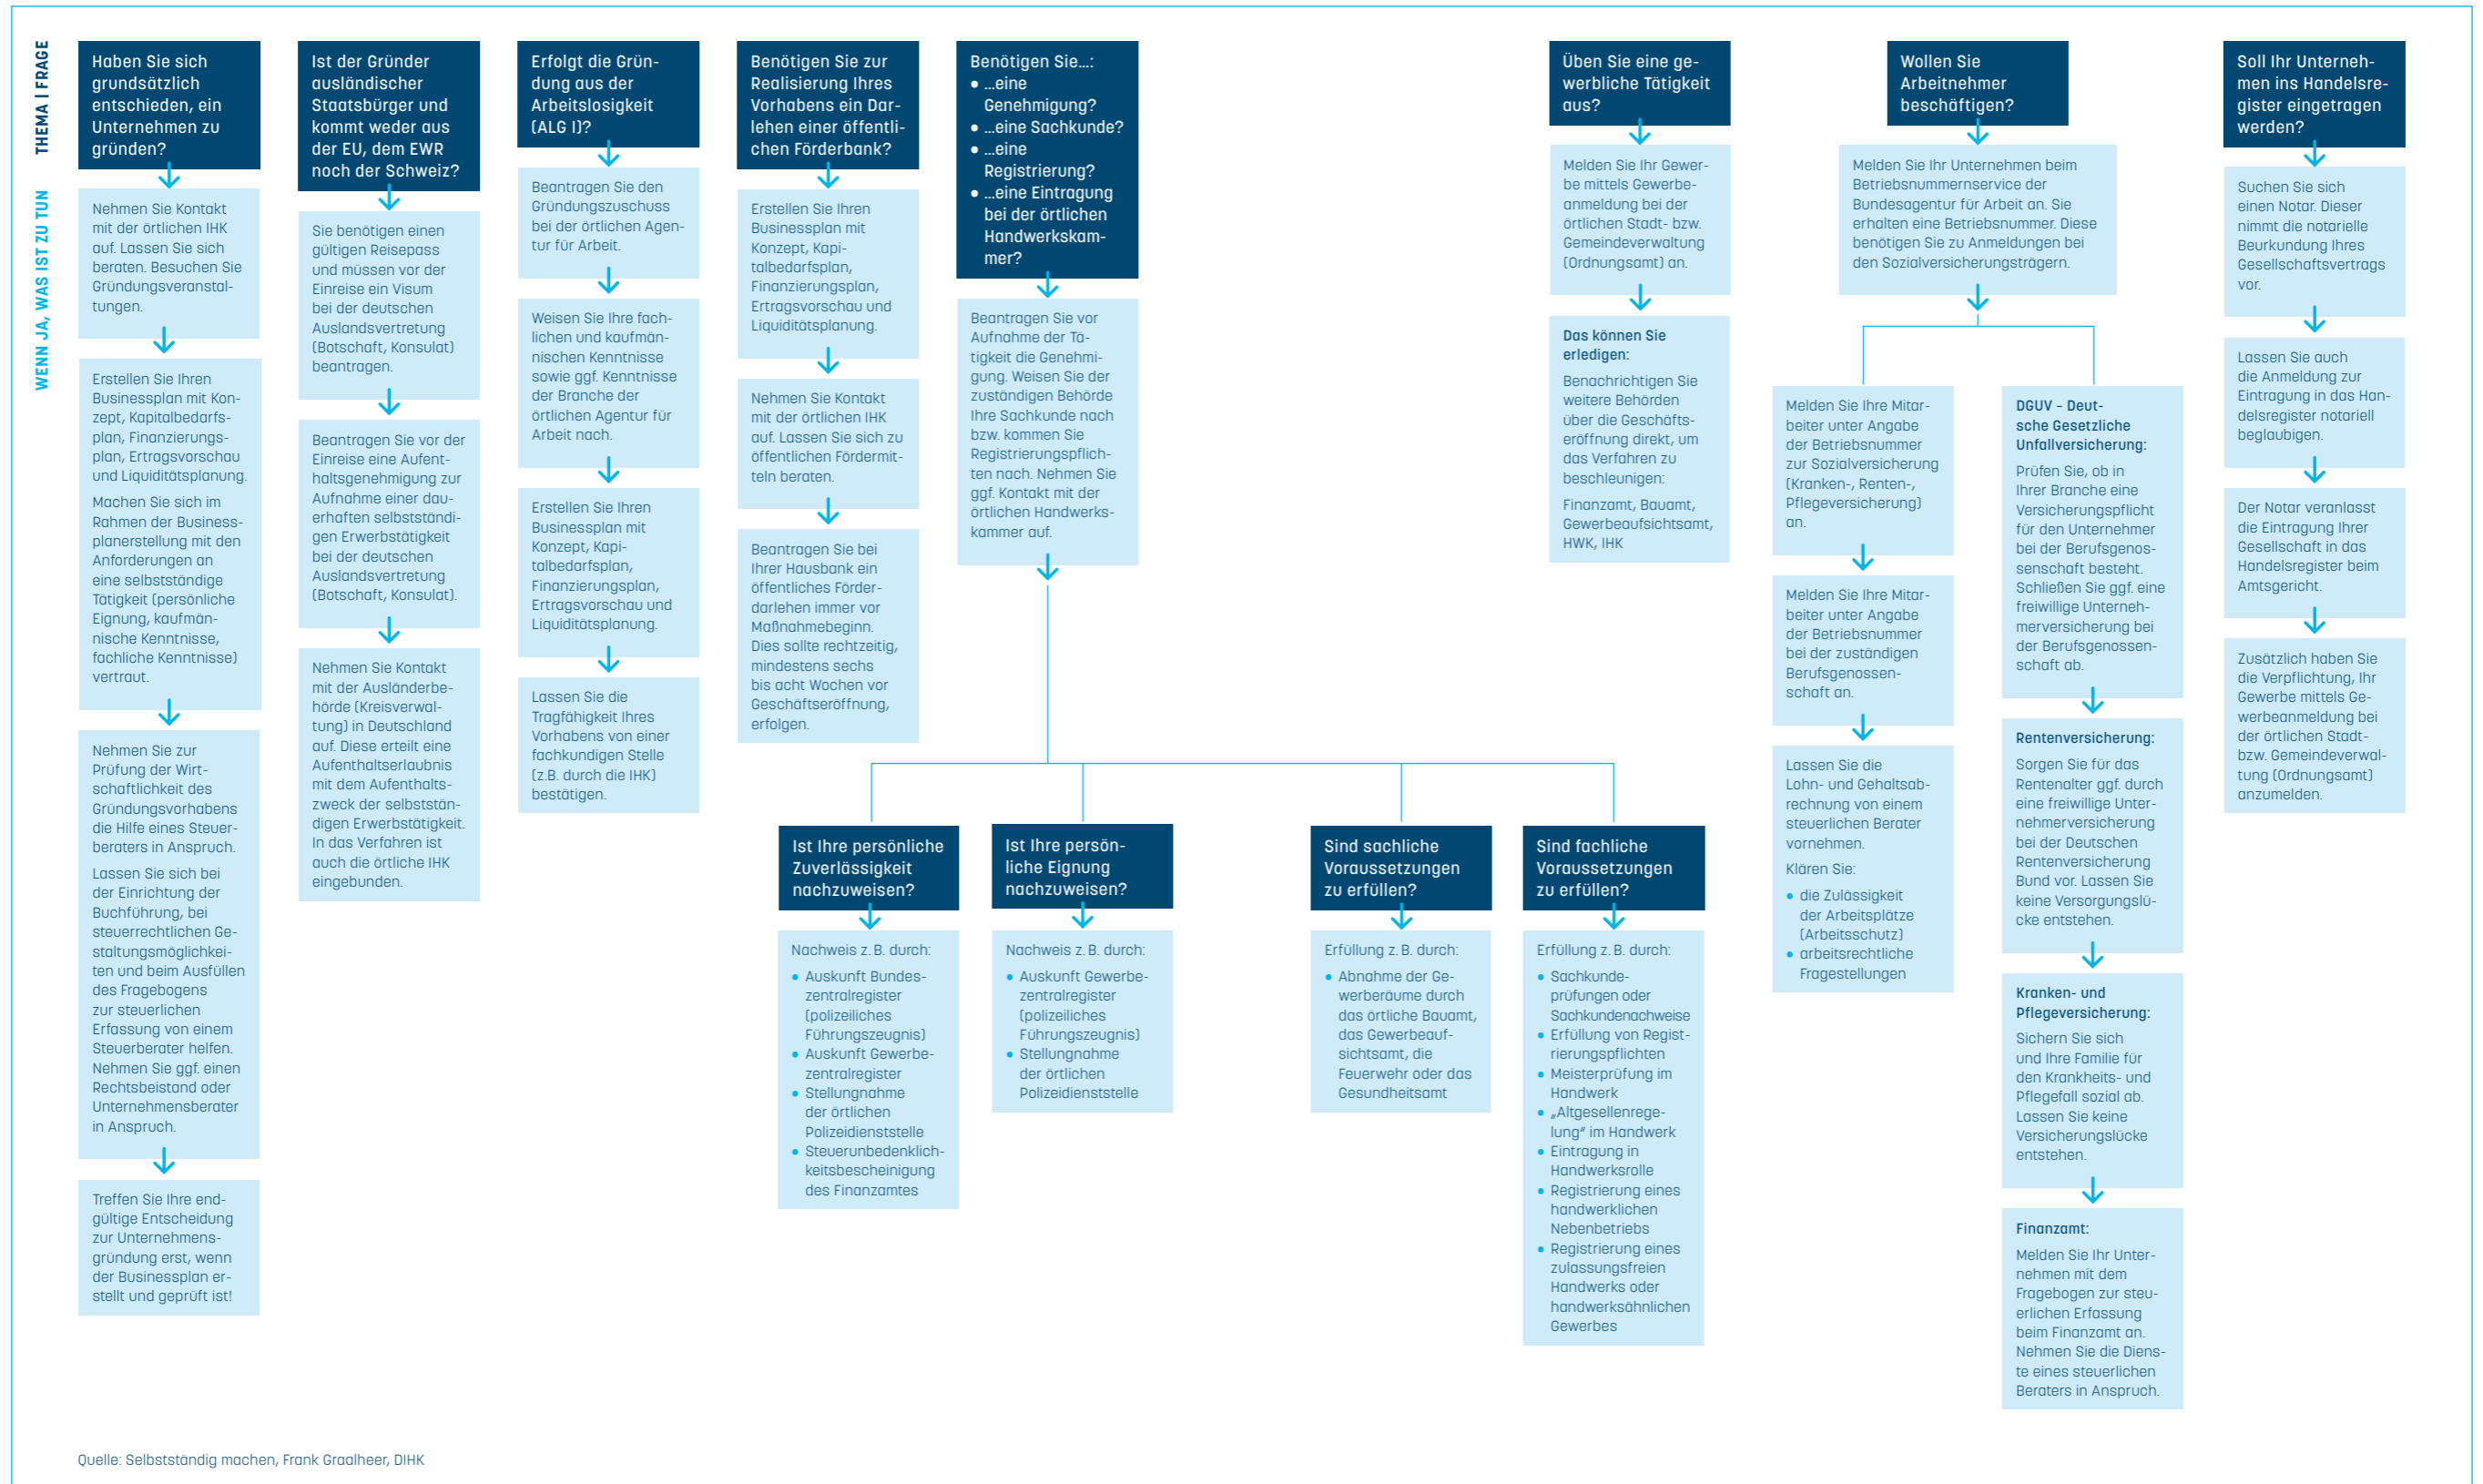 THEMA | FRAGE
WENN JA, WAS IST ZU TUN
Haben Sie sich
grundsätzlich
entschieden, ein
Unternehmen zu
gründen?
Nehmen Sie Kontakt
mit der örtlichen IHK
auf. Lassen Sie sich
beraten. Besuchen Sie
Gründungsveranstal-
tungen.
Erstellen Sie Ihren
Businessplan mit Kon-
zept, Kapitalbedarfs-
plan, Finanzierungs-
plan, Ertragsvorschau
und Liquiditätsplanung.
Machen Sie sich im
Rahmen der Business-
planerstellung mit den
Anforderungen an
eine selbstständige
Tätigkeit (persönliche
Eignung, kaufmän-
nische Kenntnisse,
fachliche Kenntnisse)
vertraut.
Nehmen Sie zur
Prüfung der Wirt-
schaftlichkeit des
Gründungsvorhabens
die Hilfe eines Steuer-
beraters in Anspruch.
Lassen Sie sich bei
der Einrichtung der
Buchführung, bei
steuerrechtlichen Ge-
staltungsmöglichkei-
ten und beim Ausfüllen
des Fragebogens
zur steuerlichen
Erfassung von einem
Steuerberater helfen.
Nehmen Sie ggf. einen
Rechtsbeistand oder
Unternehmensberater
in Anspruch.
Treffen Sie Ihre end-
gültige Entscheidung
zur Unternehmens-
gründung erst, wenn
der Businessplan er-
stellt und geprüft ist!
Ist der Gründer
ausländischer
Staatsbürger und
kommt weder aus
der EU, dem EWR
noch der Schweiz?
Sie benötigen einen
gültigen Reisepass
und müssen vor der
Einreise ein Visum
bei der deutschen
Auslandsvertretung
(Botschaft, Konsulat)
beantragen.
Beantragen Sie vor der
Einreise eine Aufent-
haltsgenehmigung zur
Aufnahme einer dau-
erhaften selbstständi-
gen Erwerbstätigkeit
bei der deutschen
Auslandsvertretung
(Botschaft, Konsulat).
Nehmen Sie Kontakt
mit der Ausländerbe-
hörde (Kreisverwal-
tung) in Deutschland
auf. Diese erteilt eine
Aufenthaltserlaubnis
mit dem Aufenthalts-
zweck der selbststän-
digen Erwerbstätigkeit.
In das Verfahren ist
auch die örtliche IHK
eingebunden.
Erfolgt die Grün-
dung aus der
Arbeitslosigkeit
(ALG I)?
Beantragen Sie den
Gründungszuschuss
bei der örtlichen Agen-
tur für Arbeit.
Weisen Sie Ihre fach-
lichen und kaufmän-
nischen Kenntnisse
sowie ggf. Kenntnisse
der Branche der
örtlichen Agentur für
Arbeit nach.
Erstellen Sie Ihren
Businessplan mit
Konzept, Kapi-
talbedarfsplan,
Finanzierungsplan,
Ertragsvorschau und
Liquiditätsplanung.
Lassen Sie die
Tragfähigkeit Ihres
Vorhabens von einer
fachkundigen Stelle
(z.B. durch die IHK)
bestätigen.
Benötigen Sie zur
Realisierung Ihres
Vorhabens ein Dar-
lehen einer öffentli-
chen Förderbank?
Erstellen Sie Ihren
Businessplan mit
Konzept, Kapi-
talbedarfsplan,
Finanzierungsplan,
Ertragsvorschau und
Liquiditätsplanung.
Nehmen Sie Kontakt
mit der örtlichen IHK
auf. Lassen Sie sich zu
öffentlichen Fördermit-
teln beraten.
Beantragen Sie bei
Ihrer Hausbank ein
öffentliches Förder-
darlehen immer vor
Maßnahmebeginn.
Dies sollte rechtzeitig,
mindestens sechs
bis acht Wochen vor
Geschäftseröffnung,
erfolgen.
Benötigen Sie…:
• …eine
Genehmigung?
• …eine Sachkunde?
• …eine
Registrierung?
• …eine Eintragung
bei der örtlichen
Handwerkskam-
mer?
Beantragen Sie vor
Aufnahme der Tä-
tigkeit die Genehmi-
gung. Weisen Sie der
zuständigen Behörde
Ihre Sachkunde nach
bzw. kommen Sie
Registrierungspflich-
ten nach. Nehmen Sie
ggf. Kontakt mit der
örtlichen Handwerks-
kammer auf.
Ist Ihre persönliche
Zuverlässigkeit
nachzuweisen?
Nachweis z. B. durch:
• Auskunft Bundes-
zentralregister
(polizeiliches
Führungszeugnis)
• Auskunft Gewerbe-
zentralregister
• Stellungnahme
der örtlichen
Polizeidienststelle
• Steuerunbedenklich-
keitsbescheinigung
des Finanzamtes
Ist Ihre persön-
liche Eignung
nachzuweisen?
Nachweis z. B. durch:
• Auskunft Gewerbe-
zentralregister
(polizeiliches
Führungszeugnis)
• Stellungnahme
der örtlichen
Polizeidienststelle
Sind sachliche
Voraussetzungen
zu erfüllen?
Erfüllung z. B. durch:
• Abnahme der Ge-
werberäume durch
das örtliche Bauamt,
das Gewerbeauf-
sichtsamt, die
Feuerwehr oder das
Gesundheitsamt
Sind fachliche
Voraussetzungen
zu erfüllen?
Erfüllung z. B. durch:
• Sachkunde-
prüfungen oder
Sachkundenachweise
• Erfüllung von Regist-
rierungspflichten
• Meisterprüfung im
Handwerk
• „Altgesellenrege-
lung“ im Handwerk
• Eintragung in
Handwerksrolle
• Registrierung eines
handwerklichen
Nebenbetriebs
• Registrierung eines
zulassungsfreien
Handwerks oder
handwerksähnlichen
Gewerbes
Üben Sie eine ge-
werbliche Tätigkeit
aus?
Melden Sie Ihr Gewer-
be mittels Gewerbe-
anmeldung bei der
örtlichen Stadt- bzw.
Gemeindeverwaltung
(Ordnungsamt) an.
Das können Sie
erledigen:
Benachrichtigen Sie
weitere Behörden
über die Geschäfts-
eröffnung direkt, um
das Verfahren zu
beschleunigen:
Finanzamt, Bauamt,
Gewerbeaufsichtsamt,
HWK, IHK
Wollen Sie
Arbeitnehmer
beschäftigen?
Melden Sie Ihr Unternehmen beim
Betriebsnummernservice der
Bundesagentur für Arbeit an. Sie
erhalten eine Betriebsnummer. Diese
benötigen Sie zu Anmeldungen bei
den Sozialversicherungsträgern.
Melden Sie Ihre Mitar-
beiter unter Angabe
der Betriebsnummer
zur Sozialversicherung
(Kranken-, Renten-,
Pflegeversicherung)
an.
Melden Sie Ihre Mitar-
beiter unter Angabe
der Betriebsnummer
bei der zuständigen
Berufsgenossen-
schaft an.
Lassen Sie die
Lohn- und Gehaltsab-
rechnung von einem
steuerlichen Berater
vornehmen.
Klären Sie:
• die Zulässigkeit
der Arbeitsplätze
(Arbeitsschutz)
• arbeitsrechtliche
Fragestellungen
DGUV – Deut-
sche Gesetzliche
Unfallversicherung:
Prüfen Sie, ob in
Ihrer Branche eine
Versicherungspflicht
für den Unternehmer
bei der Berufsgenos-
senschaft besteht.
Schließen Sie ggf. eine
freiwillige Unterneh-
merversicherung bei
der Berufsgenossen-
schaft ab.
Rentenversicherung:
Sorgen Sie für das
Rentenalter ggf. durch
eine freiwillige Unter-
nehmerversicherung
bei der Deutschen
Rentenversicherung
Bund vor. Lassen Sie
keine Versorgungslü-
cke entstehen.
Kranken- und
Pflegeversicherung:
Sichern Sie sich
und Ihre Familie für
den Krankheits- und
Pflegefall sozial ab.
Lassen Sie keine
Versicherungslücke
entstehen.
Finanzamt:
Melden Sie Ihr Unter-
nehmen mit dem
Fragebogen zur steu-
erlichen Erfassung
beim Finanzamt an.
Nehmen Sie die Diens-
te eines steuerlichen
Beraters in Anspruch.
Soll Ihr Unterneh-
men ins Handelsre-
gister eingetragen
werden?
Suchen Sie sich
einen Notar. Dieser
nimmt die notarielle
Beurkundung Ihres
Gesellschaftsvertrags
vor.
Lassen Sie auch
die Anmeldung zur
Eintragung in das Han-
delsregister notariell
beglaubigen.
Der Notar veranlasst
die Eintragung Ihrer
Gesellschaft in das
Handelsregister beim
Amtsgericht.
Zusätzlich haben Sie
die Verpflichtung, Ihr
Gewerbe mittels Ge-
werbeanmeldung bei
der örtlichen Stadt-
bzw. Gemeindeverwal-
tung (Ordnungsamt)
anzumelden.
Quelle: Selbstständig machen, Frank Graalheer, DIHK